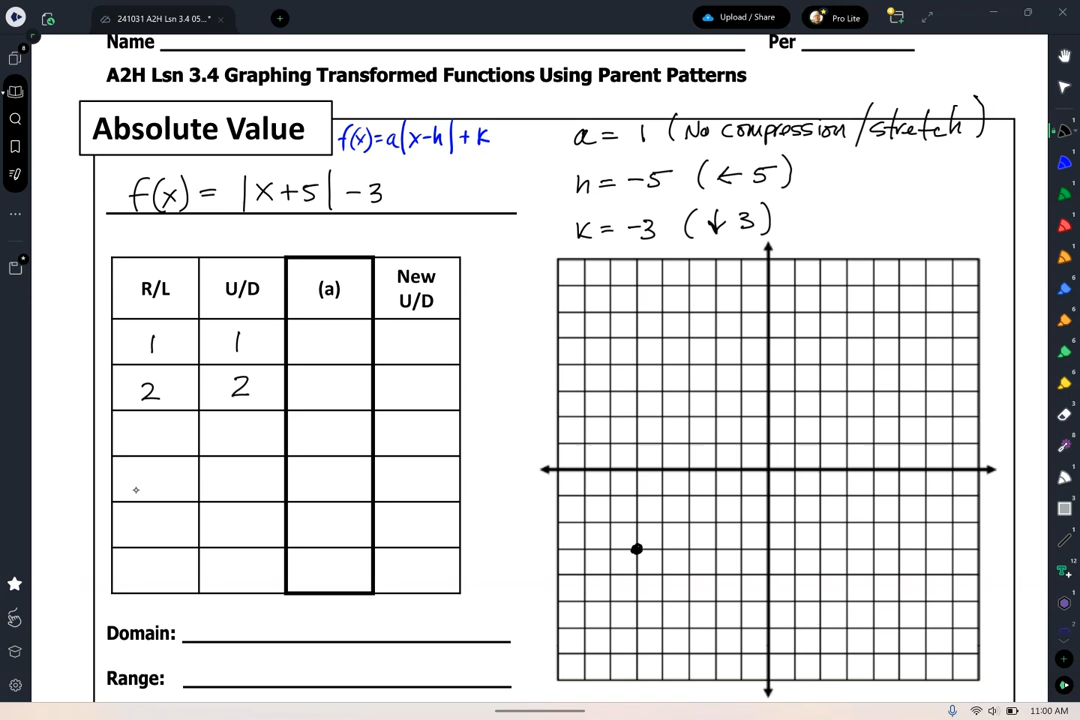 241031 A2H Lsn 3.4 05...*
Upload / Share
Pro Lite
Name
Per
A2H Lsn 3.4 Graphing Transformed Functions Using Parent Patterns
Absolute Value
f(x)=a|x-h|+k
a = 1 (No compression/stretch)
f(x) = |x+5| -3
h = -5 (← 5)
k = -3 (↓ 3)
R/L U/D (a) New U/D
1 1
2 2
Domain:
Range:
11:00 AM